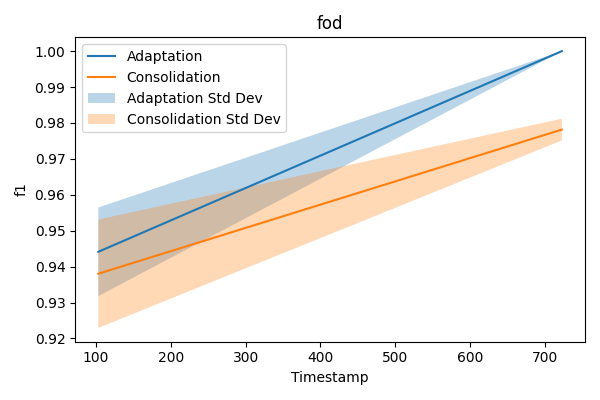 fod
Adaptation
Consolidation
Adaptation Std Dev
Consolidation Std Dev
1.00
0.99
0.98
0.97
0.96
0.95
0.94
0.93
0.92
f1
100 200 300 400 500 600 700
Timestamp